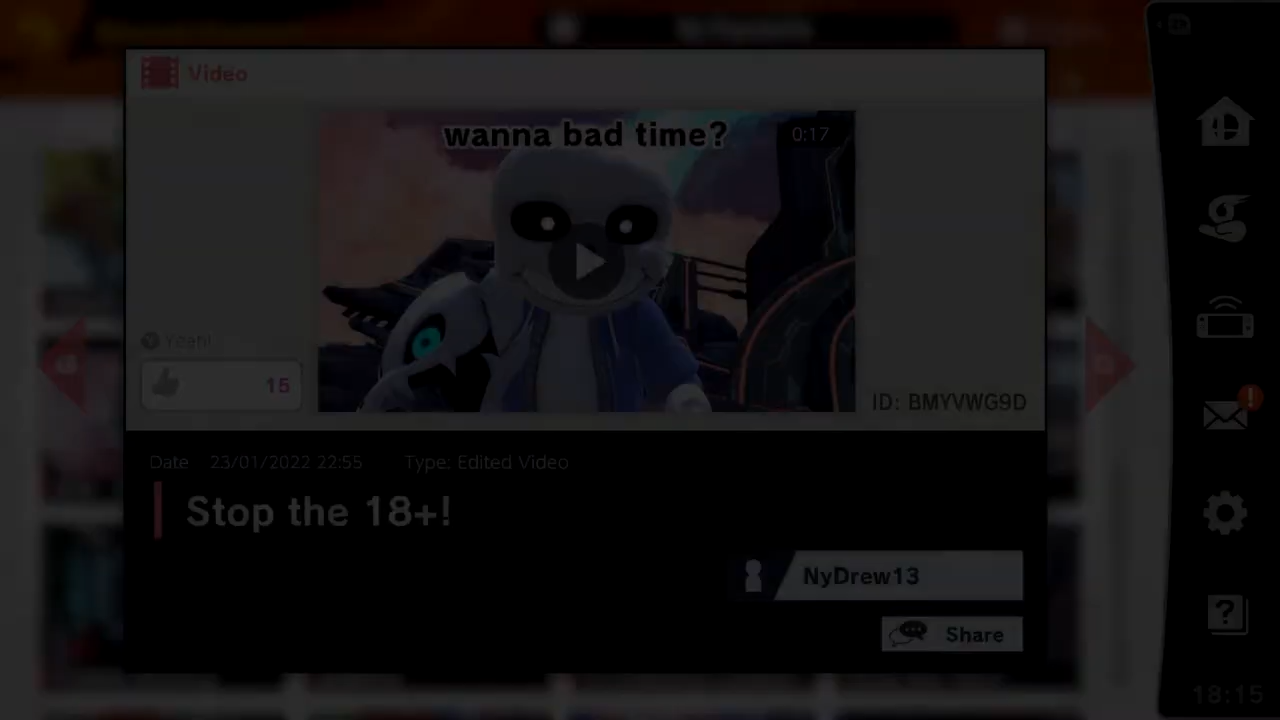 Video
wanna bad time?
0:17
Y Yeah!
15
ID: BMYVWG9D
Date 23/01/2022 22:55 Type: Edited Video
Stop the 18+!
NyDrew13
Share
?
18:15